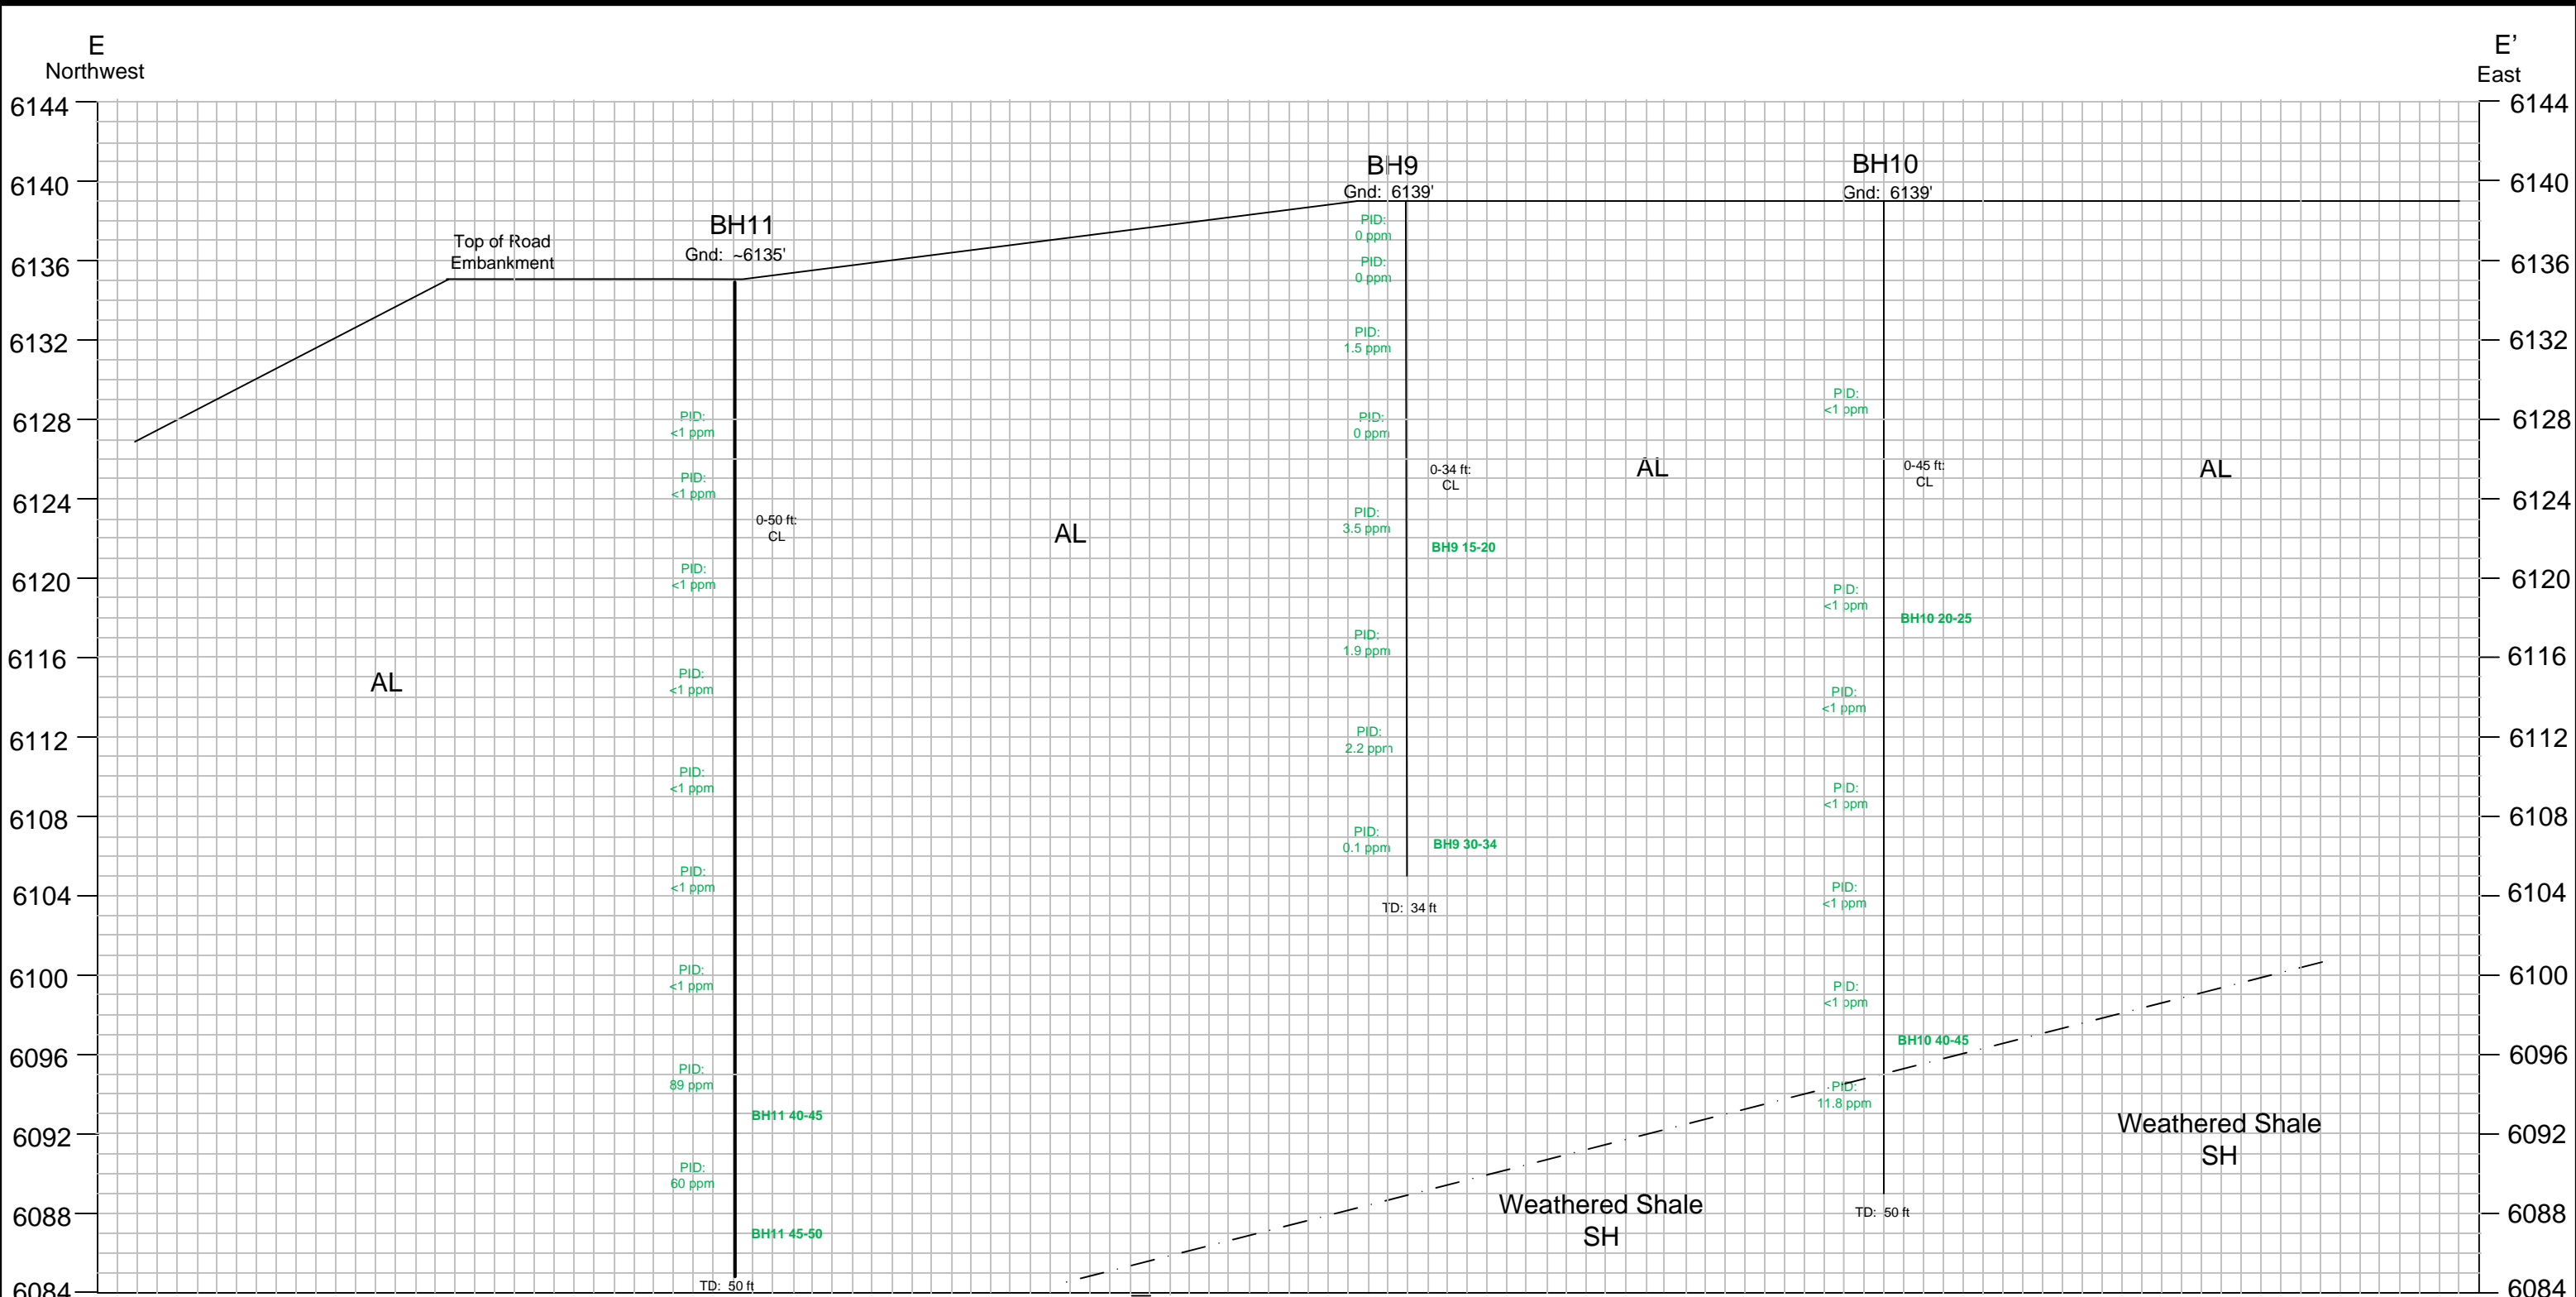 E
Northwest
E’
East
6144
6140
6136
6132
6128
6124
6120
6116
6112
6108
6104
6100
6096
6092
6088
6084
Top of Road
Embankment
AL
BH11
Gnd: ~6135'
PID:
<1 ppm
PID:
<1 ppm
0-50 ft:
CL
PID:
<1 ppm
PID:
<1 ppm
PID:
<1 ppm
PID:
<1 ppm
PID:
<1 ppm
PID:
89 ppm
BH11 40-45
PID:
60 ppm
BH11 45-50
TD: 50 ft
AL
BH9
Gnd: 6139'
PID:
0 ppm
PID:
0 ppm
PID:
1.5 ppm
PID:
0 ppm
0-34 ft:
CL
PID:
3.5 ppm
BH9 15-20
PID:
1.9 ppm
PID:
2.2 ppm
PID:
0.1 ppm
BH9 30-34
TD: 34 ft
AL
Weathered Shale
SH
BH10
Gnd: 6139'
PID:
<1 ppm
0-45 ft:
CL
PID:
<1 ppm
BH10 20-25
PID:
<1 ppm
PID:
<1 ppm
PID:
<1 ppm
PID:
<1 ppm
BH10 40-45
PID:
11.8 ppm
TD: 50 ft
AL
Weathered Shale
SH
6144
6140
6136
6132
6128
6124
6120
6116
6112
6108
6104
6100
6096
6092
6088
6084